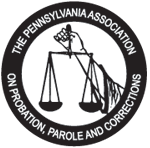 THE PENNSYLVANIA ASSOCIATION
ON PROBATION, PAROLE AND CORRECTIONS